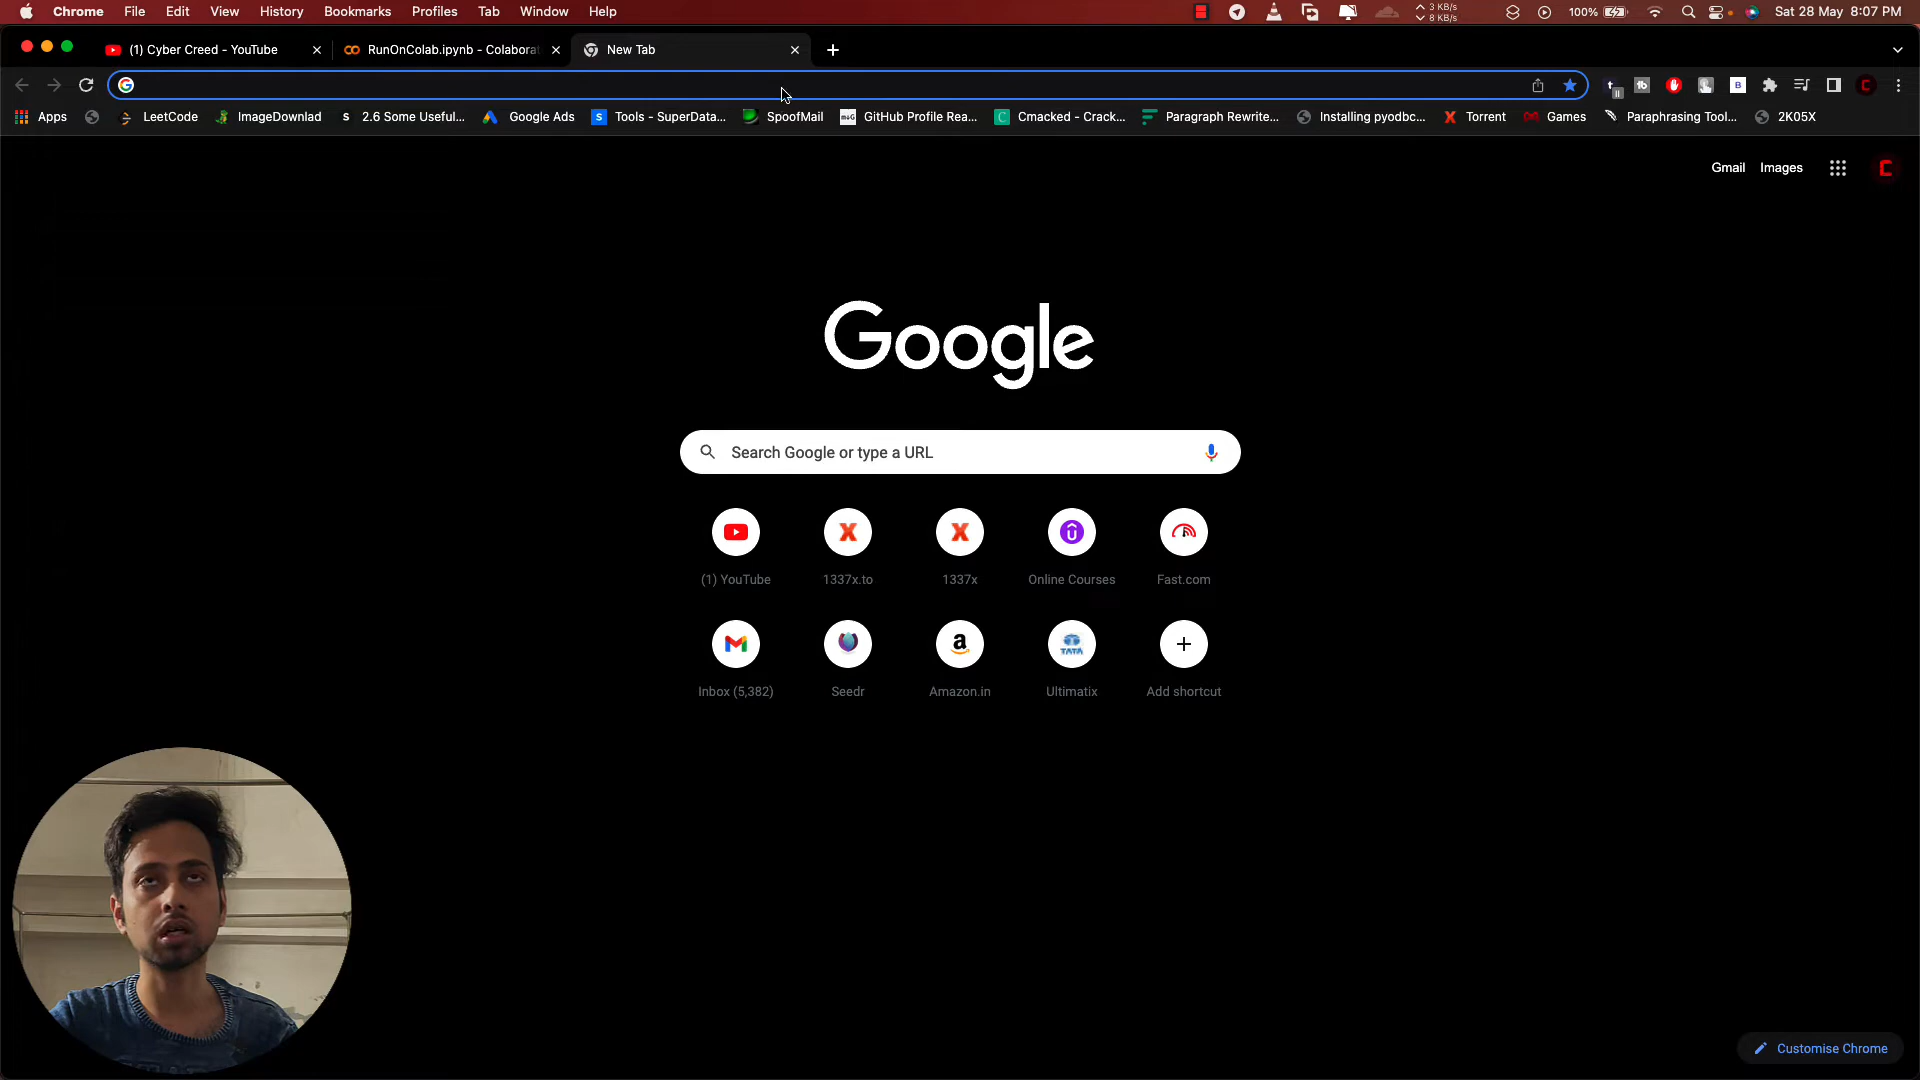 Chrome File Edit View History Bookmarks Profiles Tab Window Help 3 KB/s 8 KB/s 100% Sat 28 May 8:07 PM
(1) Cyber Creed - YouTube RunOnColab.ipynb - Colaborat New Tab
Apps LeetCode ImageDownlad 2.6 Some Useful... Google Ads Tools - SuperData... SpoofMail GitHub Profile Rea... Cmacked - Crack... Paragraph Rewrite... Installing pyodbc... Torrent Games Paraphrasing Tool... 2K05X
Gmail Images
Google
Search Google or type a URL
(1) YouTube 1337x.to 1337x Online Courses Fast.com
Inbox (5,382) Seedr Amazon.in Ultimatix Add shortcut
Customise Chrome